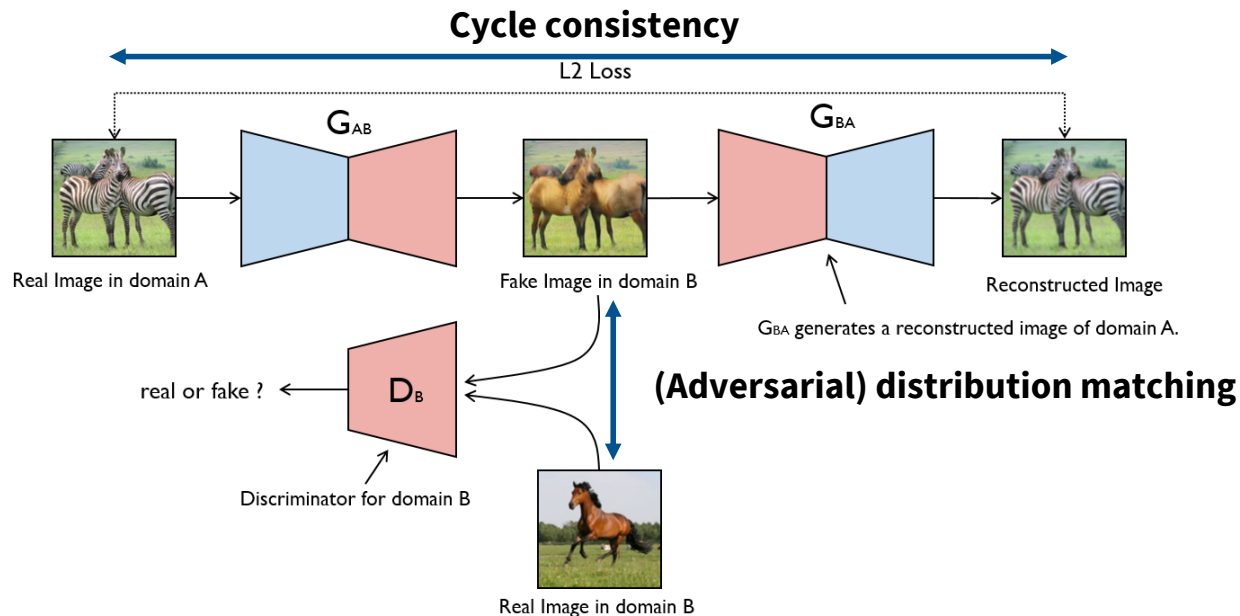 Cycle consistency
L2 Loss
GAB
GBA
Real Image in domain A
Fake Image in domain B
Reconstructed Image
GBA generates a reconstructed image of domain A.
real or fake ?
DB
(Adversarial) distribution matching
Discriminator for domain B
Real Image in domain B